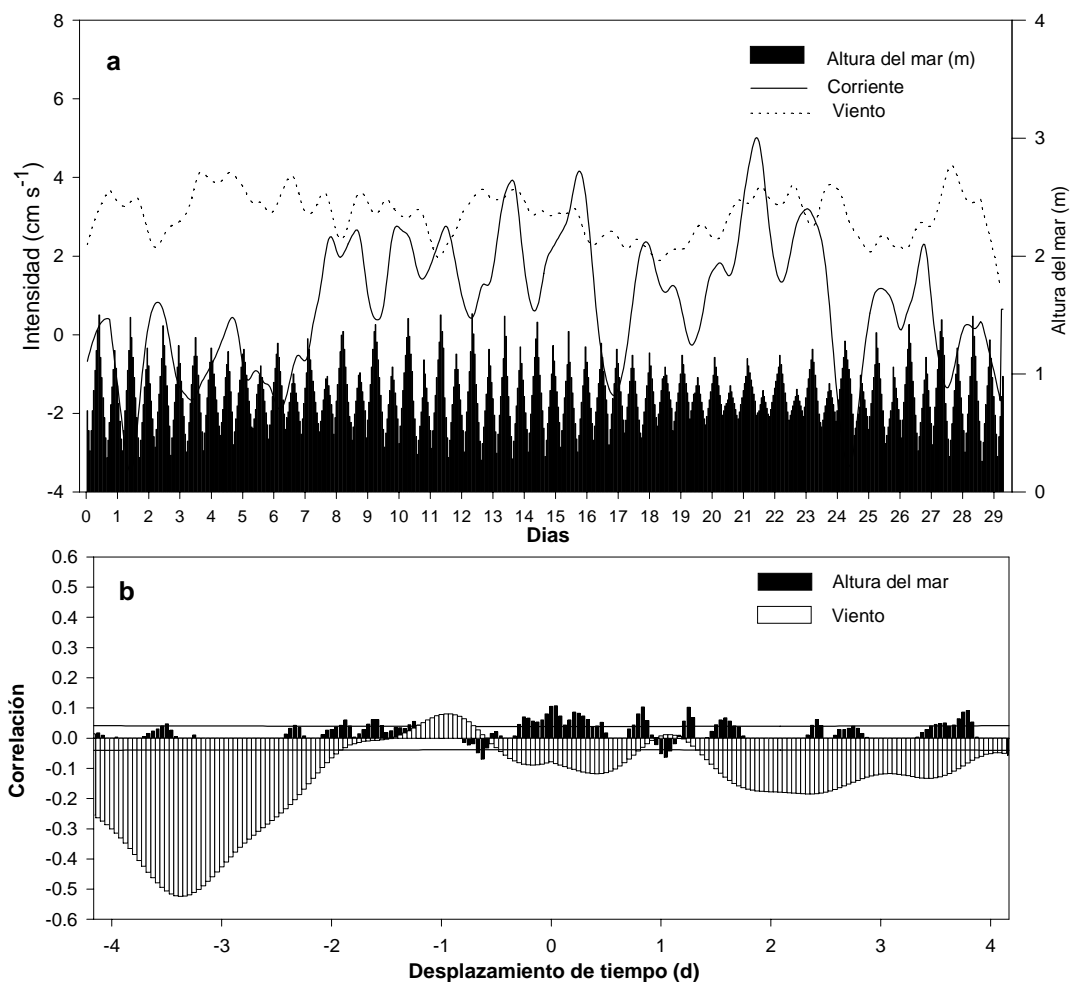 a
Altura del mar (m)
Corriente
Viento
8
6
4
2
0
-2
-4
Intensidad (cm s⁻¹)
4
3
2
1
0
Altura del mar (m)
0 1 2 3 4 5 6 7 8 9 10 11 12 13 14 15 16 17 18 19 20 21 22 23 24 25 26 27 28 29
Dias
b
Altura del mar
Viento
0.6
0.5
0.4
0.3
0.2
0.1
0.0
-0.1
-0.2
-0.3
-0.4
-0.5
-0.6
Correlación
-4 -3 -2 -1 0 1 2 3 4
Desplazamiento de tiempo (d)